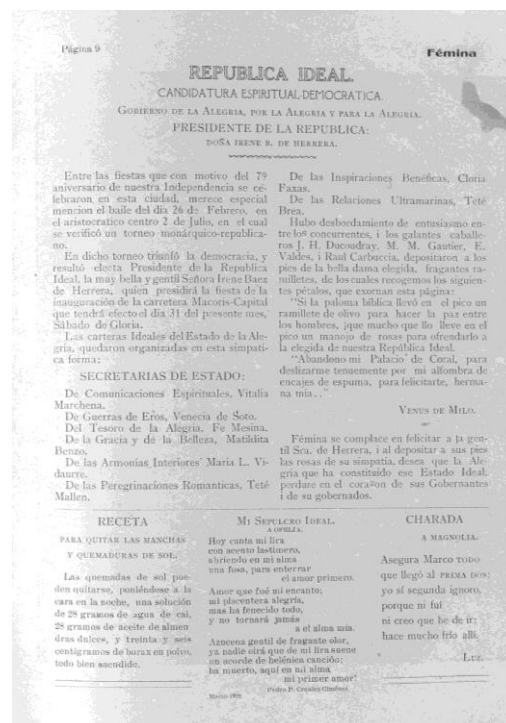 Página 9
Fémina
REPUBLICA IDEAL.
CANDIDATURA ESPIRITUAL-DEMOCRATICA.
GOBIERNO DE LA ALEGRIA, POR LA ALEGRIA Y PARA LA ALEGRIA.
PRESIDENTE DE LA REPUBLICA:
DOÑA IRENE B. DE HERRERA.
Entre las fiestas que con motivo del 79
aniversario de nuestra Independencia se ce-
lebraron en esta ciudad, merece especial
mencion el baile del día 26 de Febrero, en
el aristocratico centro 2 de Julio, en el cual
se verificó un torneo monárquico-republica-
no.
En dicho torneo triunfó la democracia, y
resultó electa Presidente de la Republica
Ideal, la muy bella y gentil Señora Irene Baez
de Herrera, quien presidirá la fiesta de la
inauguración de la carretera Macoris-Capital
que tendrá efecto el día 31 del presente mes,
Sábado de Gloria.
Las carteras Ideales del Estado de la Ale-
gría, quedaron organizadas en esta simpati-
ca forma:
SECRETARIAS DE ESTADO:
De Comunicaciones Espirituales, Vitalia
Marchena.
De Guerras de Eros, Venecia de Soto.
Del Tesoro de la Alegria, Fe Mesina.
De la Gracia y de la Belleza, Matildita
Benzo.
De las Armonias Interiores Maria L. Vi-
daurre.
De las Peregrinaciones Romanticas, Teté
Mallen.
De las Inspiraciones Benéficas, Cloria
Faxas.
De las Relaciones Ultramarinas, Teté
Brea.
Hubo desbordamiento de entusiasmo en-
tre los concurrentes, i los galantes caballe-
ros J. H. Ducoudray, M. M. Gautier, E.
Valdes, i Raul Carbuccia, depositaron a los
pies de la bella dama elegida, fragantes ra-
milletes, de los cuales recogemos los siguien-
tes pétalos, que exornan esta página:
"Si la paloma bíblica llevó en el pico un
ramillete de olivo para hacer la paz entre
los hombres, ¡que mucho que llo lleve en el
pico un manojo de rosas para ofrendarlo a
la elegida de nuestra República Ideal.
"Abandono mi Palacio de Coral, para
deslizarme tenuemente por mi alfombra de
encajes de espuma, para felicitarte, herma-
na mia.."
VENUS DE MILO.
Fémina se complace en felicitar a la gen-
til Sra. de Herrera, i al depositar a sus pies
las rosas de su simpatia, desea que la Ale-
gria que ha constituido ese Estado Ideal,
perdure en el corazon de sus Gobernantes
i de su gobernados.
RECETA
PARA QUITAR LAS MANCHAS
Y QUEMADURAS DE SOL.
Las quemadas de sol pue-
den quitarse, poniéndose a la
cara en la noche, una solución
de 28 gramos de agua de cal,
28 gramos de aceite de almen
dras dulces, y treinta y seis
centigramos de borax en polvo,
todo bien sacudido.
MI SEPULCRO IDEAL.
A OFELIA.
Hoy canta mi lira
con acento lastimero,
abriendo en mi alma
una fosa, para enterrar
el amor primero.
Amor que fué mi encanto;
mi placentera alegría,
mas ha fenecido todo,
y no tornará jamás
a el alma mia.
Azucena gentil de fragante olor,
ya nadie oirá que de mi lira suene
un acorde de helénica canción;
ha muerto, aquí en mi alma
mi primer amor!
Pedro P. Creales Giménez
Marzo 1923
CHARADA
A MAGNOLIA.
Asegura Marco TODO
que llegó al PRIMA DOS;
yo sí segunda ignoro,
porque ni fui
ni creo que he de ir;
hace mucho frío alli.
LUZ.